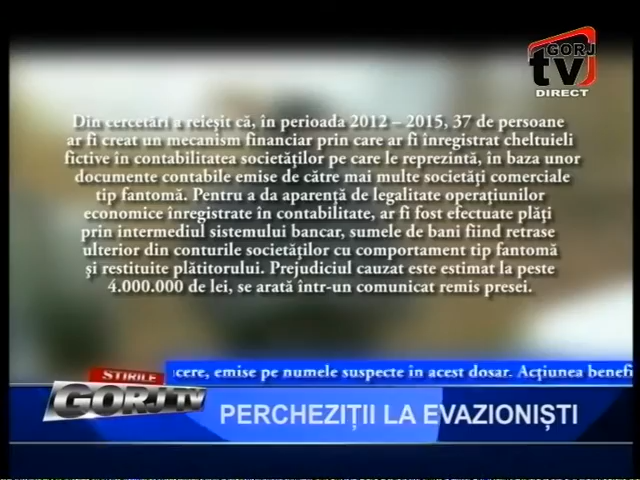 GORJ
tv
DIRECT
Din cercetări a reieşit că, în perioada 2012 – 2015, 37 de persoane
ar fi creat un mecanism financiar prin care ar fi înregistrat cheltuieli
fictive în contabilitatea societăţilor pe care le reprezintă, în baza unor
documente contabile emise de către mai multe societăţi comerciale
tip fantomă. Pentru a da aparenţă de legalitate operaţiunilor
economice înregistrate în contabilitate, ar fi fost efectuate plăţi
prin intermediul sistemului bancar, sumele de bani fiind retrase
ulterior din conturile societăţilor cu comportament tip fantomă
şi restituite plătitorului. Prejudiciul cauzat este estimat la peste
4.000.000 de lei, se arată într-un comunicat remis presei.
cere, emise pe numele suspecte în acest dosar. Acţiunea benefi
ŞTIRILE
GORJ TV
PERCHEZIŢII LA EVAZIONIŞTI